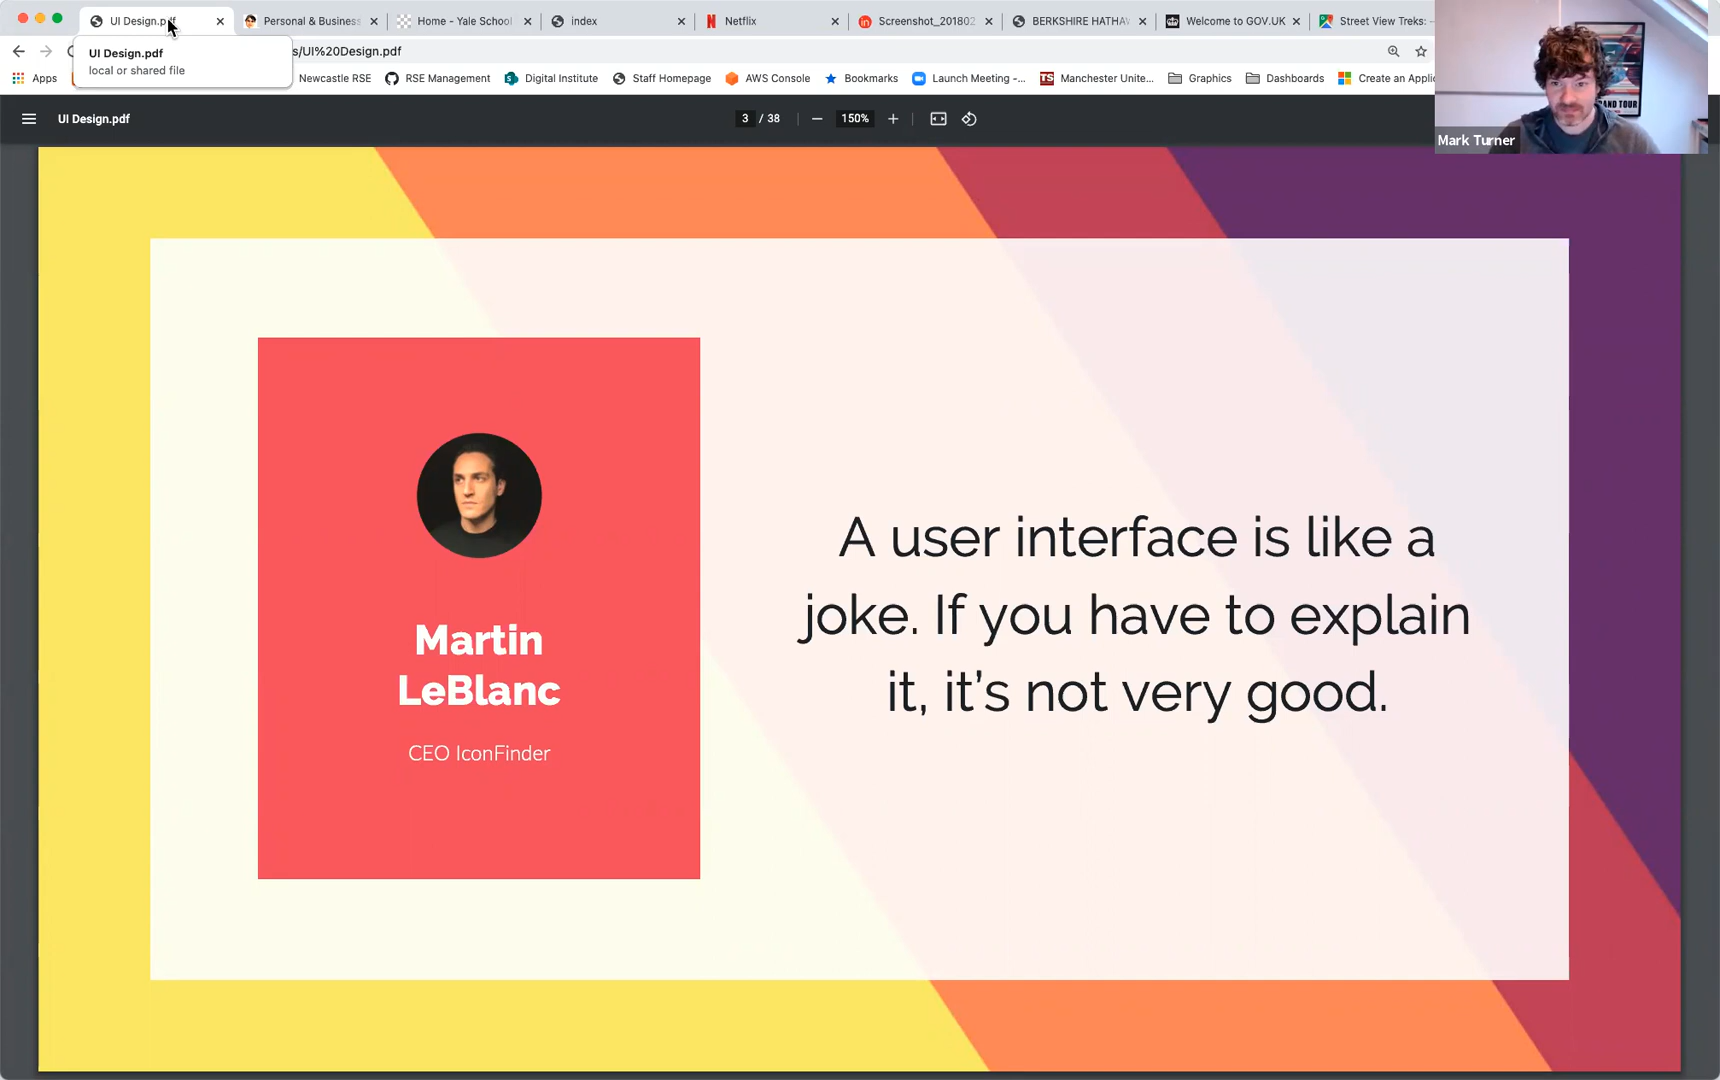 UI Design.pdf
Personal & Business
Home - Yale School
index
Netflix
Screenshot_201802
BERKSHIRE HATHAW
Welcome to GOV.UK
Street View Treks:
UI Design.pdf
local or shared file
s/UI%20Design.pdf
Apps
Newcastle RSE
RSE Management
Digital Institute
Staff Homepage
AWS Console
Bookmarks
Launch Meeting -...
Manchester Unite...
Graphics
Dashboards
Create an Applic
UI Design.pdf
3 / 38
150%
GRAND TOUR
Mark Turner
Martin
LeBlanc
CEO IconFinder
A user interface is like a
joke. If you have to explain
it, it’s not very good.